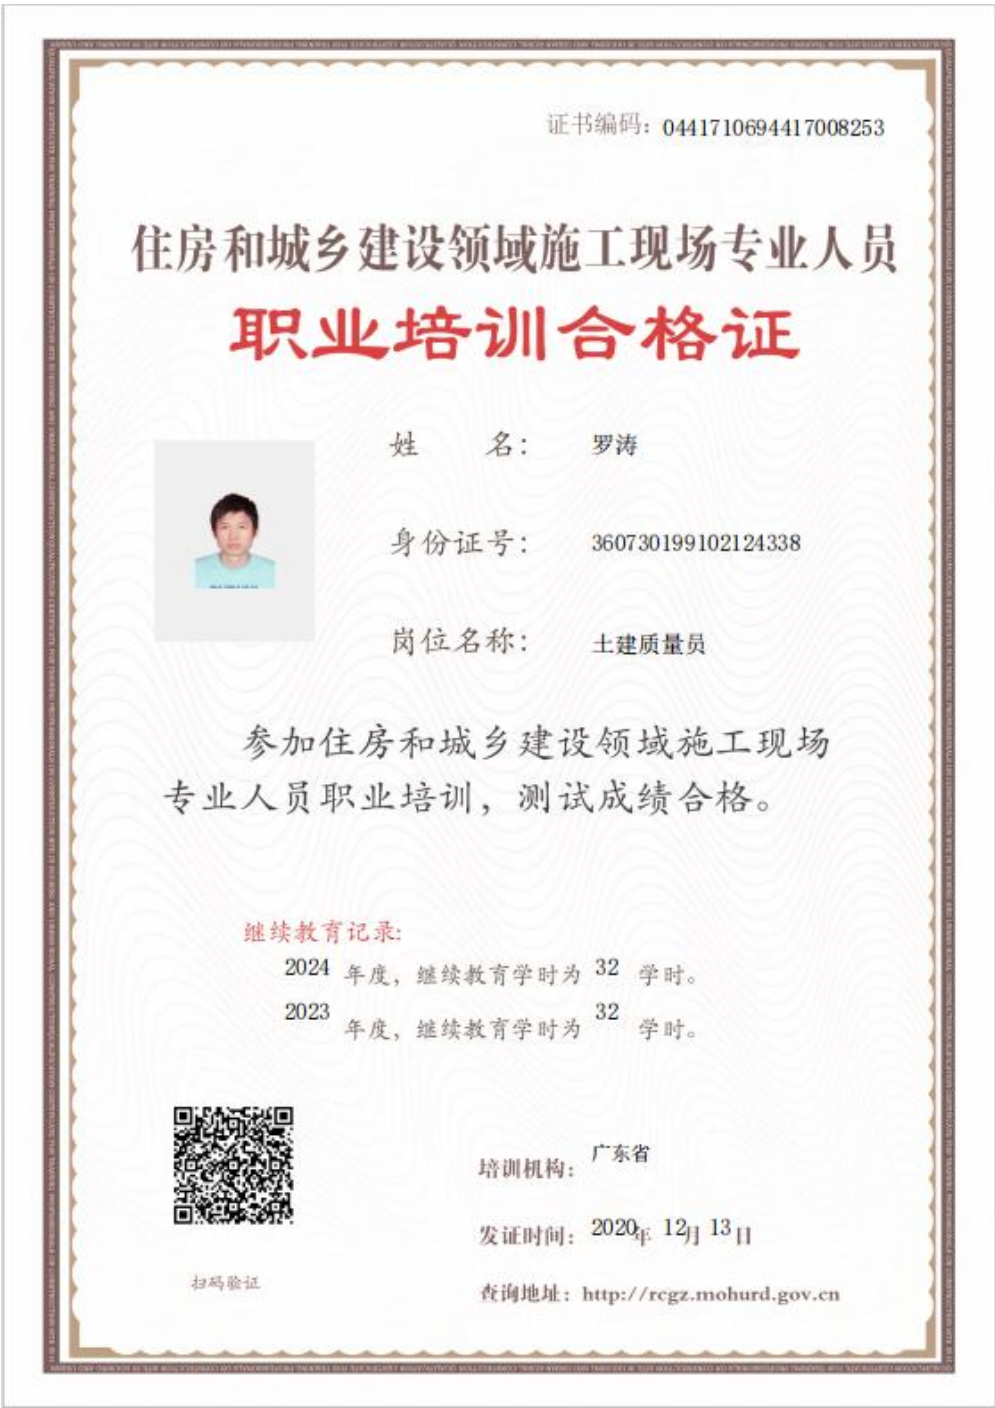 证书编码：0441710694417008253
住房和城乡建设领域施工现场专业人员
职业培训合格证
姓 名： 罗涛
身份证号： 360730199102124338
岗位名称： 土建质量员
参加住房和城乡建设领域施工现场
专业人员职业培训，测试成绩合格。
继续教育记录:
2024 年度，继续教育学时为 32 学时。
2023 年度，继续教育学时为 32 学时。
培训机构： 广东省
发证时间： 2020年 12月 13日
扫码验证
查询地址：http://rcgz.mohurd.gov.cn